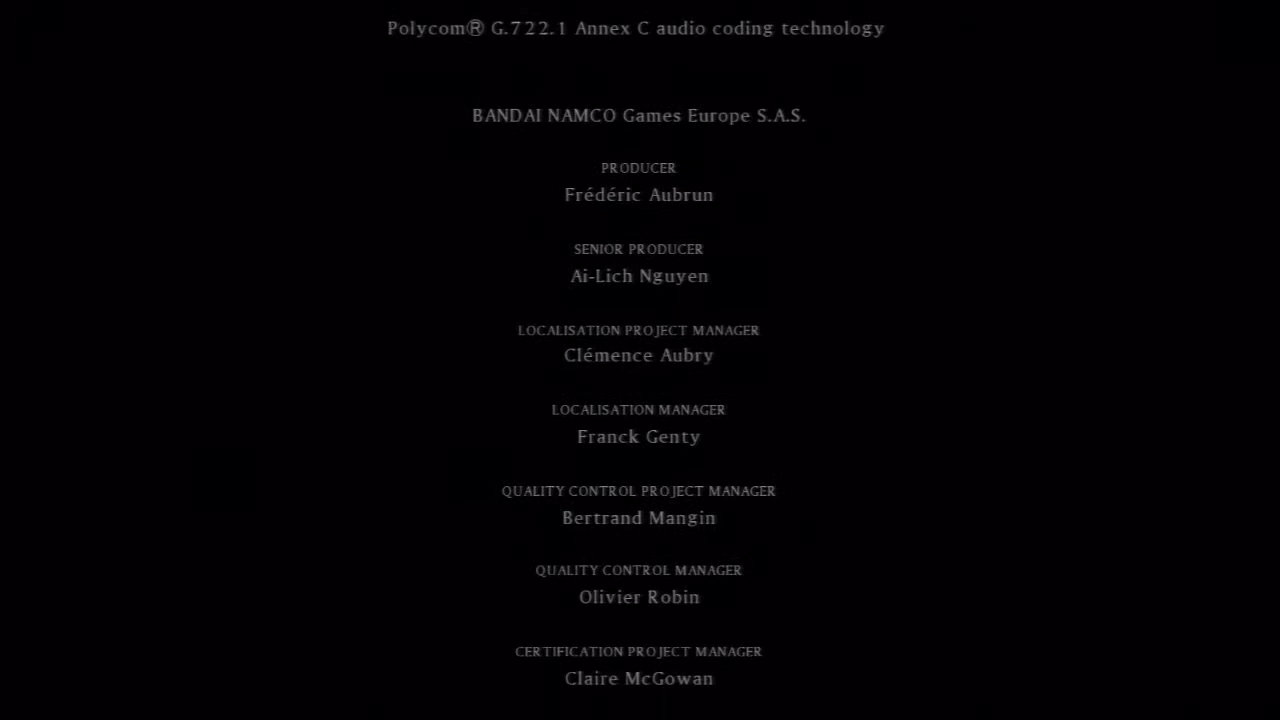 Polycom® G.722.1 Annex C audio coding technology
BANDAI NAMCO Games Europe S.A.S.
PRODUCER
Frédéric Aubrun
SENIOR PRODUCER
Ai-Lich Nguyen
LOCALISATION PROJECT MANAGER
Clémence Aubry
LOCALISATION MANAGER
Franck Genty
QUALITY CONTROL PROJECT MANAGER
Bertrand Mangin
QUALITY CONTROL MANAGER
Olivier Robin
CERTIFICATION PROJECT MANAGER
Claire McGowan